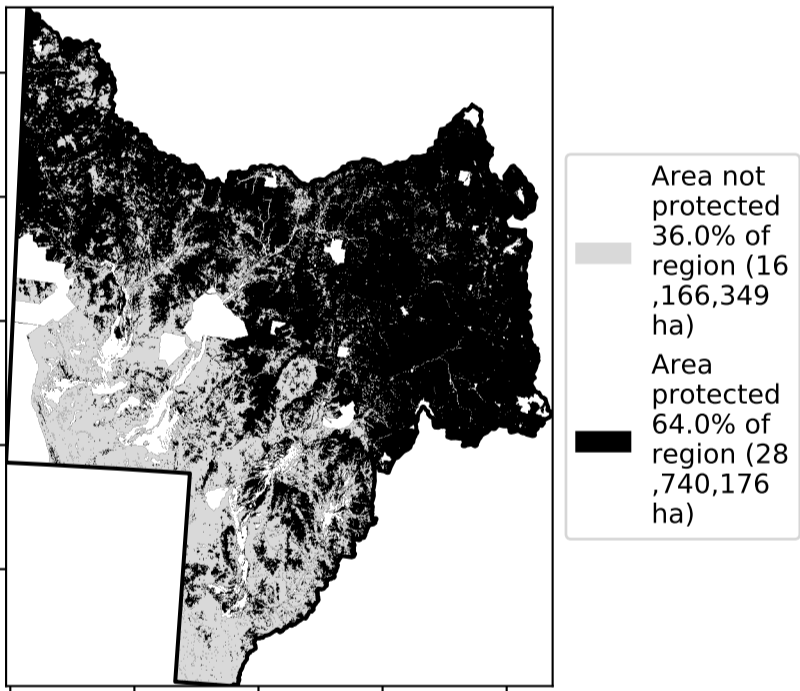 Area not
protected
36.0% of
region (16
,166,349
ha)
Area
protected
64.0% of
region (28
,740,176
ha)